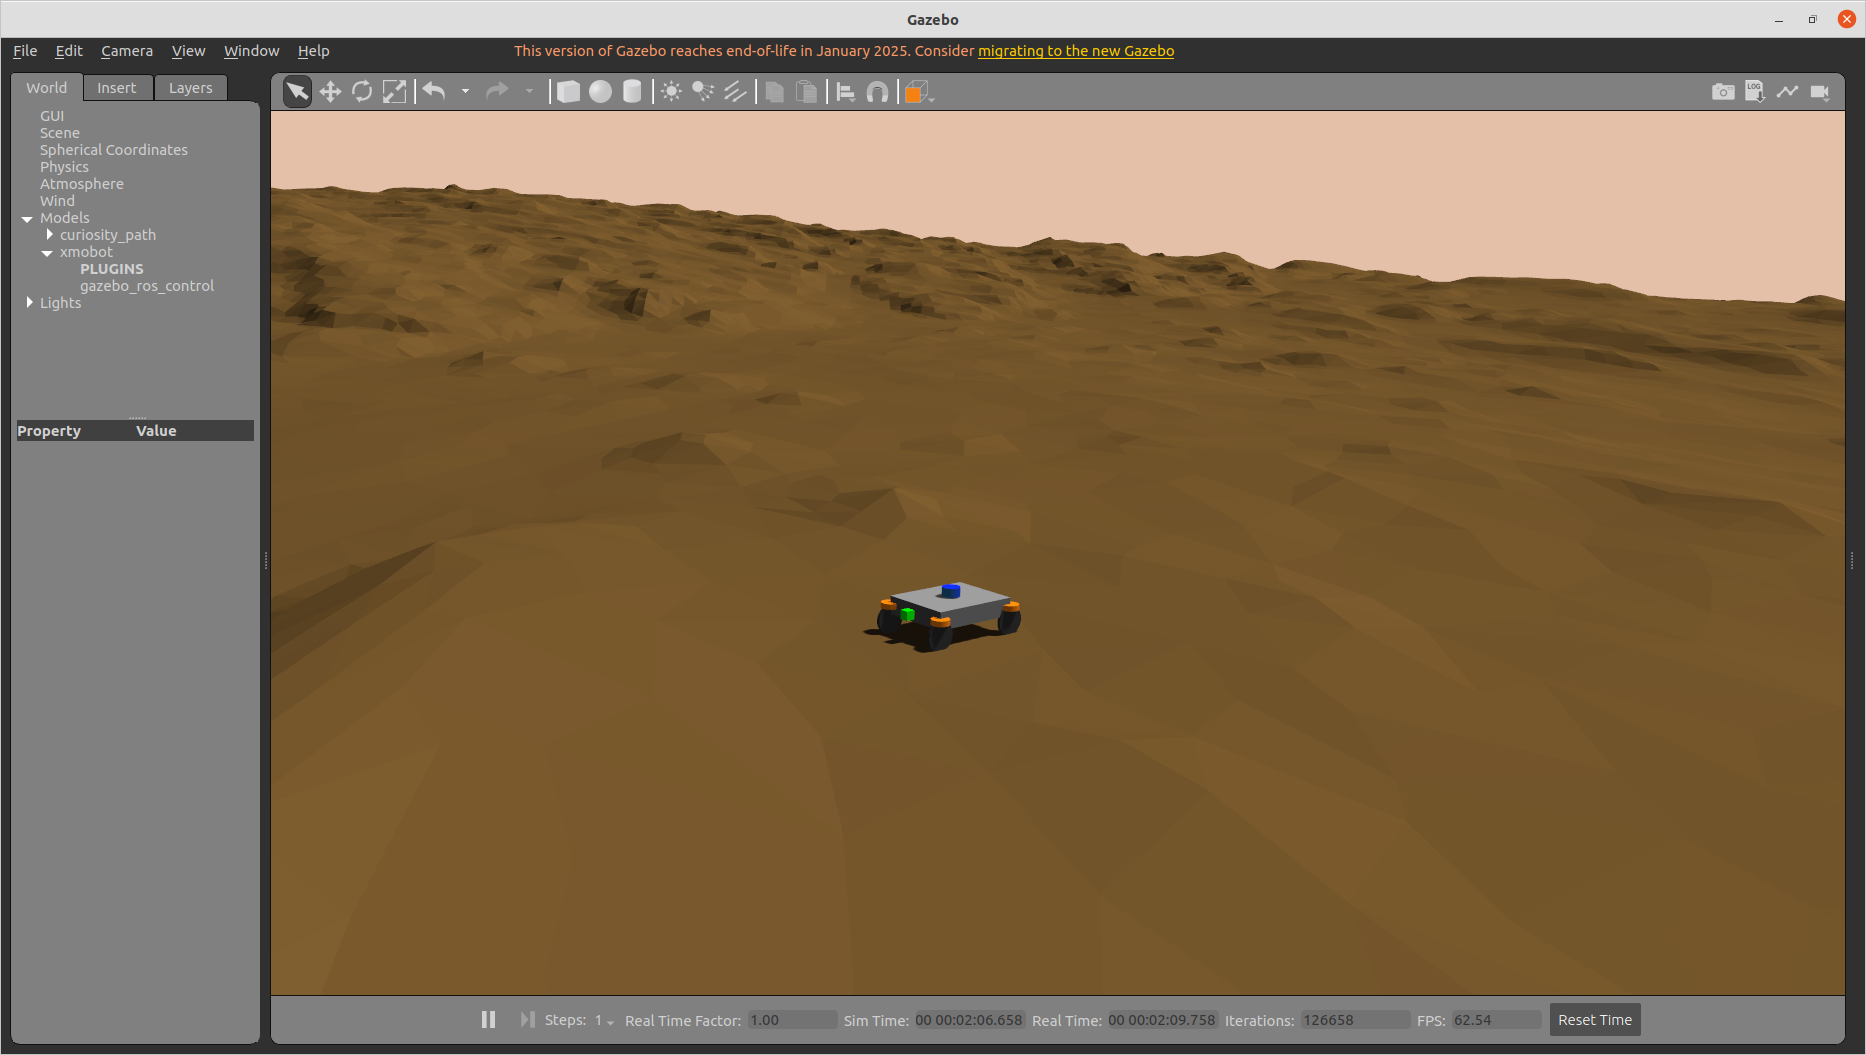 Gazebo
File Edit Camera View Window Help
This version of Gazebo reaches end-of-life in January 2025. Consider migrating to the new Gazebo
World Insert Layers
LOG
GUI
Scene
Spherical Coordinates
Physics
Atmosphere
Wind
Models
curiosity_path
xmobot
PLUGINS
gazebo_ros_control
Lights
Property Value
Steps: 1 Real Time Factor: 1.00 Sim Time: 00 00:02:06.658 Real Time: 00 00:02:09.758 Iterations: 126658 FPS: 62.54 Reset Time